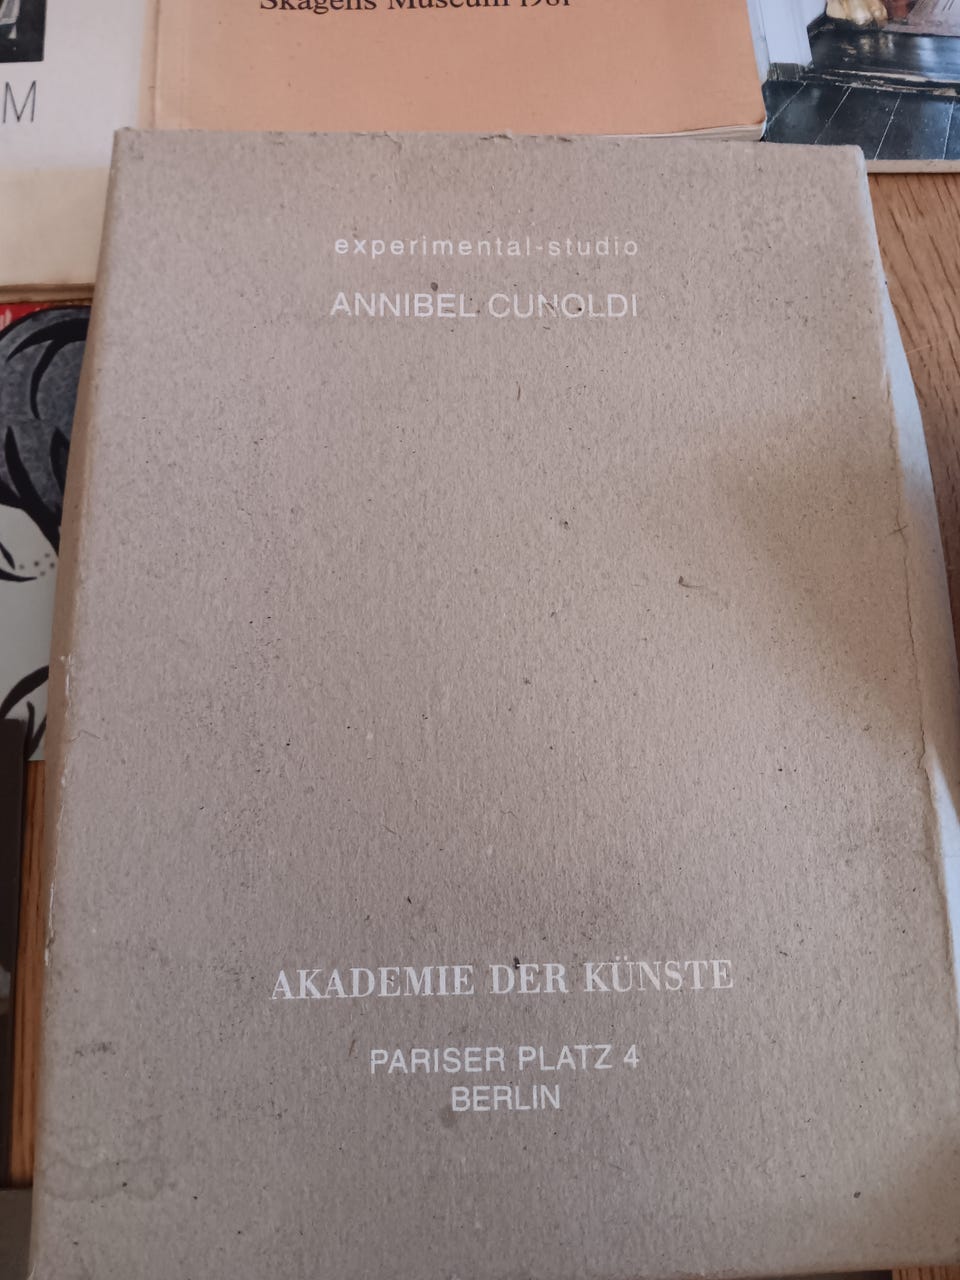 M
Skagens Museum 1981
experimental-studio
ANNIBEL CUNOLDI
AKADEMIE DER KÜNSTE
PARISER PLATZ 4
BERLIN